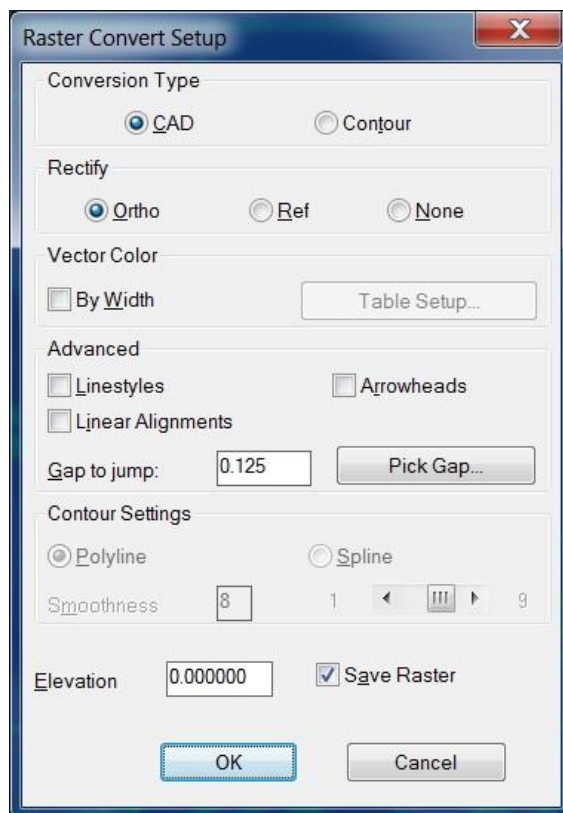 Raster Convert Setup
X
Conversion Type
CAD Contour
Rectify
Ortho Ref None
Vector Color
By Width Table Setup...
Advanced
Linestyles Arrowheads
Linear Alignments
Gap to jump: 0.125 Pick Gap...
Contour Settings
Polyline Spline
Smoothness 8 1 9
Elevation 0.000000 Save Raster
OK Cancel